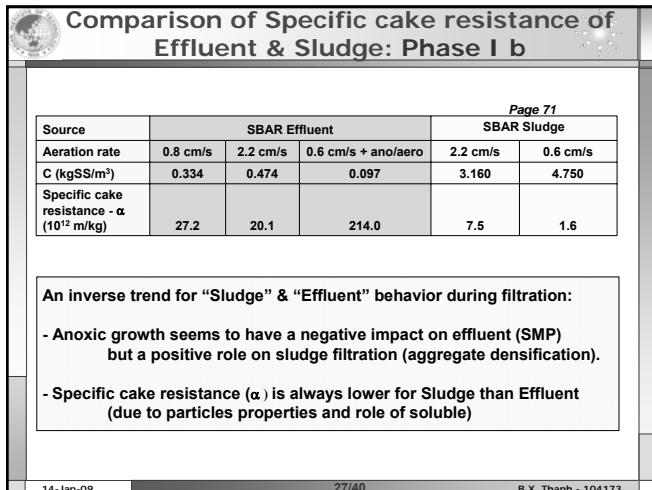 Comparison of Specific cake resistance of
Effluent & Sludge: Phase I b
Page 71
Source SBAR Effluent SBAR Sludge
Aeration rate 0.8 cm/s 2.2 cm/s 0.6 cm/s + ano/aero 2.2 cm/s 0.6 cm/s
C (kgSS/m³) 0.334 0.474 0.097 3.160 4.750
Specific cake
resistance - α
(10¹² m/kg) 27.2 20.1 214.0 7.5 1.6
An inverse trend for “Sludge” & “Effluent” behavior during filtration:
- Anoxic growth seems to have a negative impact on effluent (SMP)
but a positive role on sludge filtration (aggregate densification).
- Specific cake resistance (α ) is always lower for Sludge than Effluent
(due to particles properties and role of soluble)
14-Jan-09 27/40 B.X. Thanh - 104173